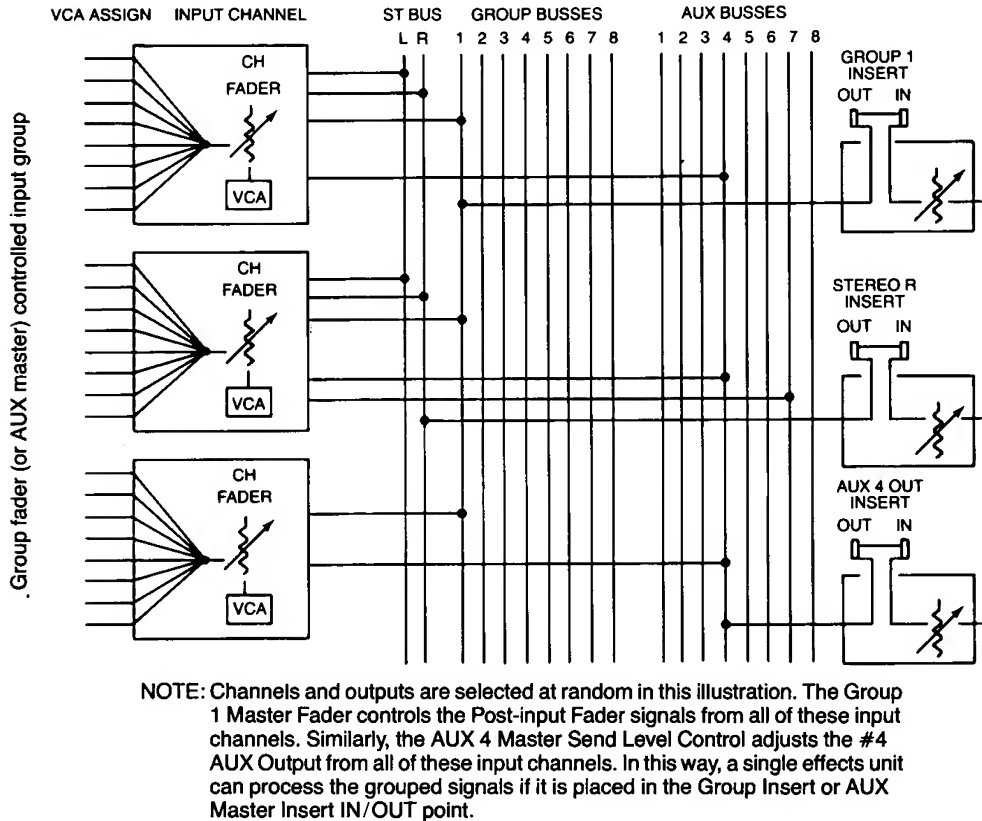 VCA ASSIGN INPUT CHANNEL ST BUS GROUP BUSSES AUX BUSSES
L R 1 2 3 4 5 6 7 8 1 2 3 4 5 6 7 8
.Group fader (or AUX master) controlled input group
CH
FADER
VCA
CH
FADER
VCA
CH
FADER
VCA
GROUP 1
INSERT
OUT IN
STEREO R
INSERT
OUT IN
AUX 4 OUT
INSERT
OUT IN
NOTE: Channels and outputs are selected at random in this illustration. The Group
1 Master Fader controls the Post-input Fader signals from all of these input
channels. Similarly, the AUX 4 Master Send Level Control adjusts the #4
AUX Output from all of these input channels. In this way, a single effects unit
can process the grouped signals if it is placed in the Group Insert or AUX
Master Insert IN/OUT point.